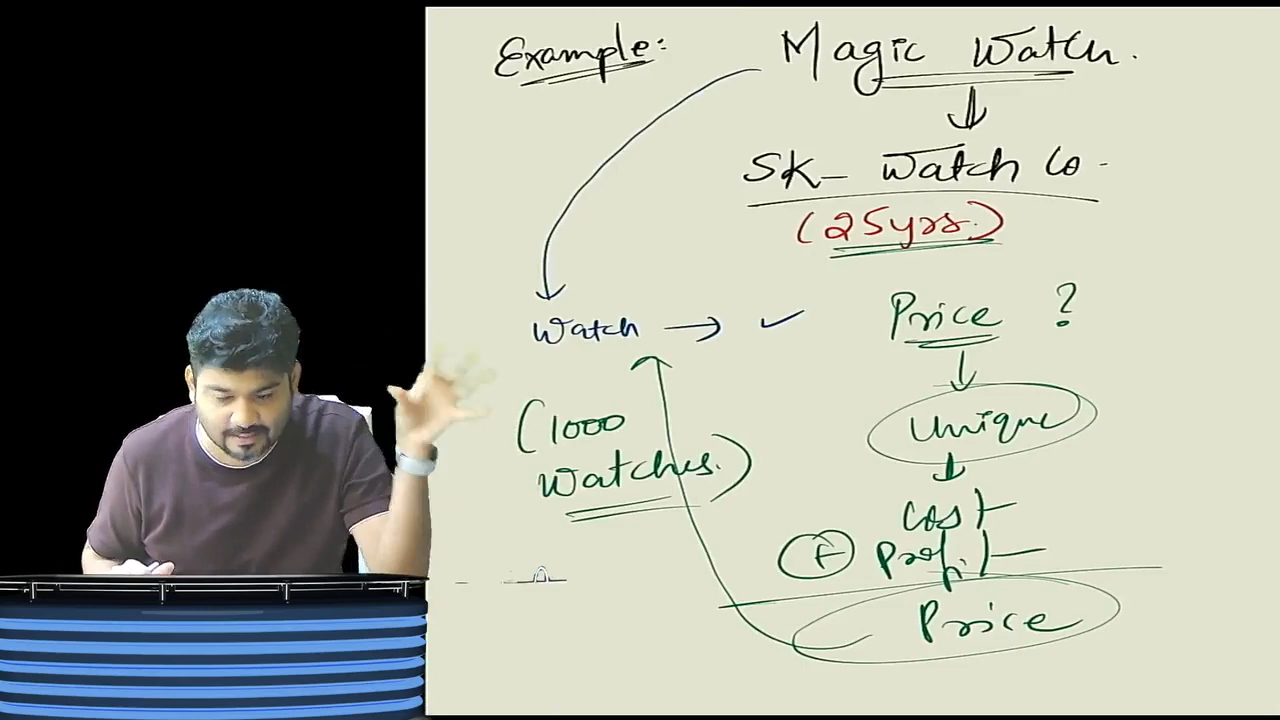 Example: Magic Watch.
SK- Watch Co.
(25yrs.)
Watch → ✓ Price ?
Unique
(1000
Watches.)
Cost
+ Profit
Price